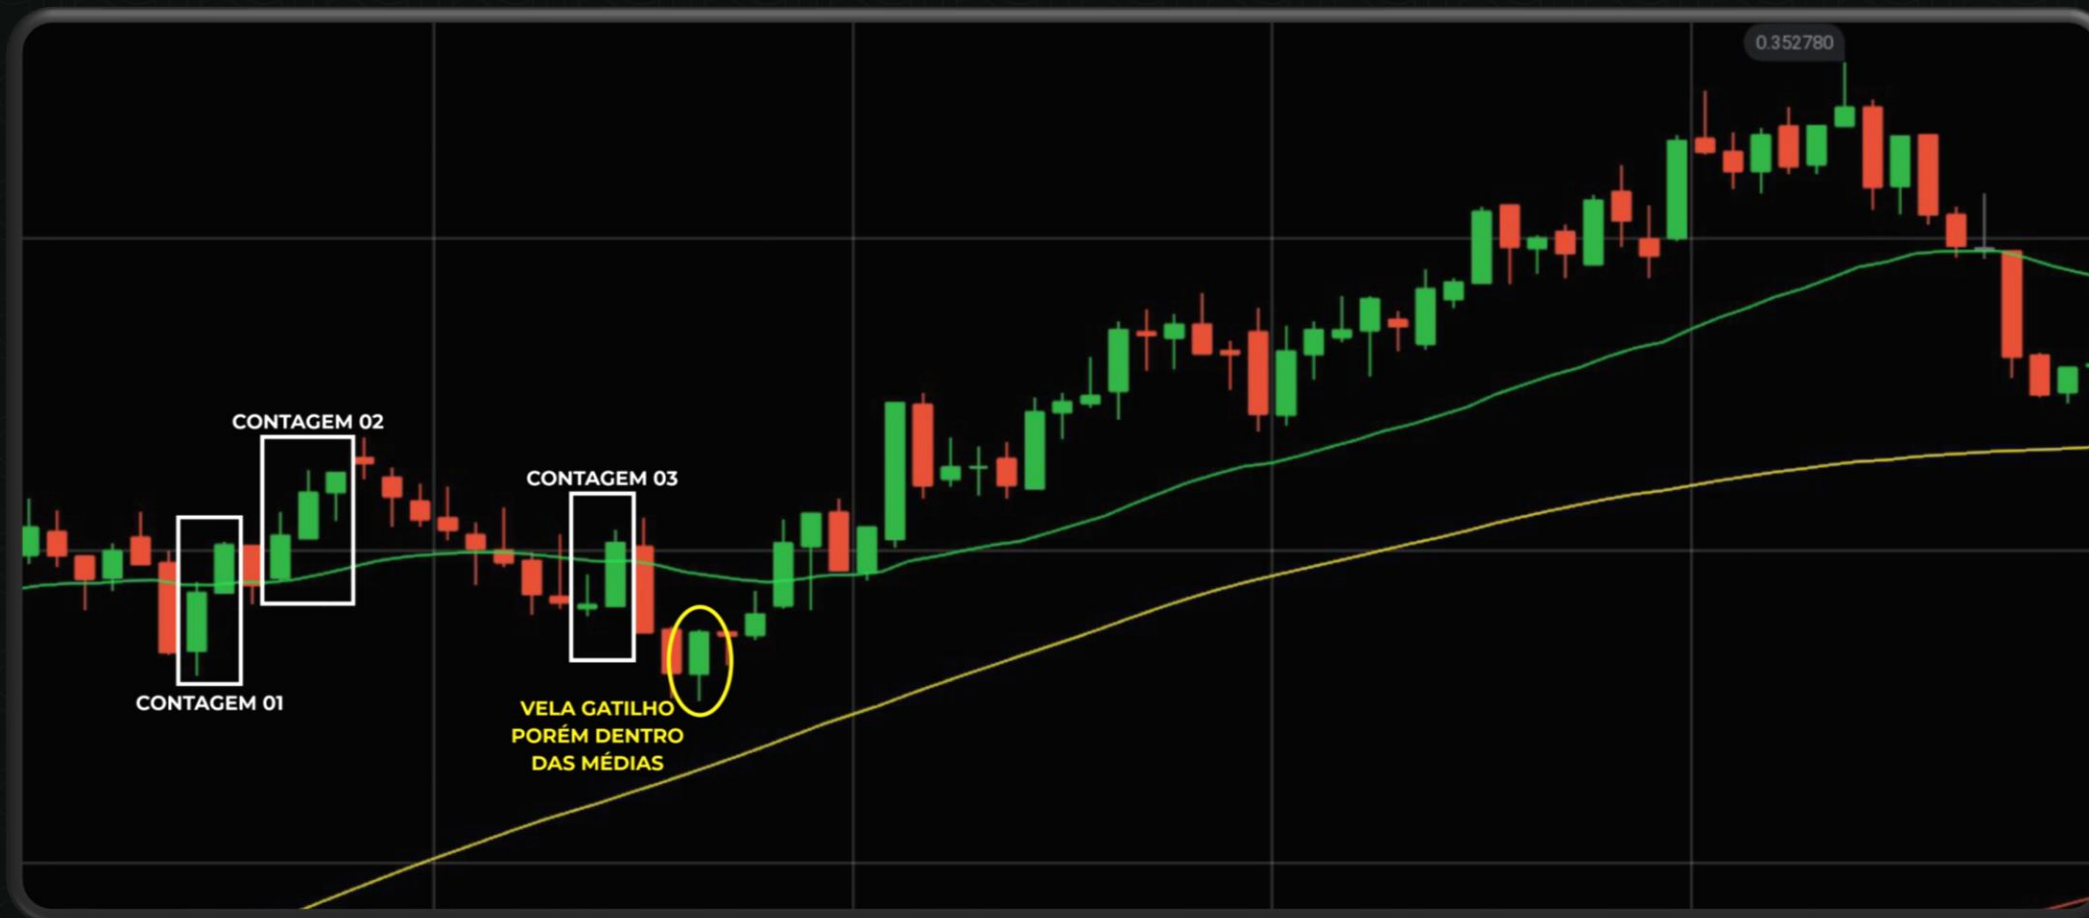 0.352780
CONTAGEM 02
CONTAGEM 03
CONTAGEM 01
VELA GATILHO
PORÉM DENTRO
DAS MÉDIAS